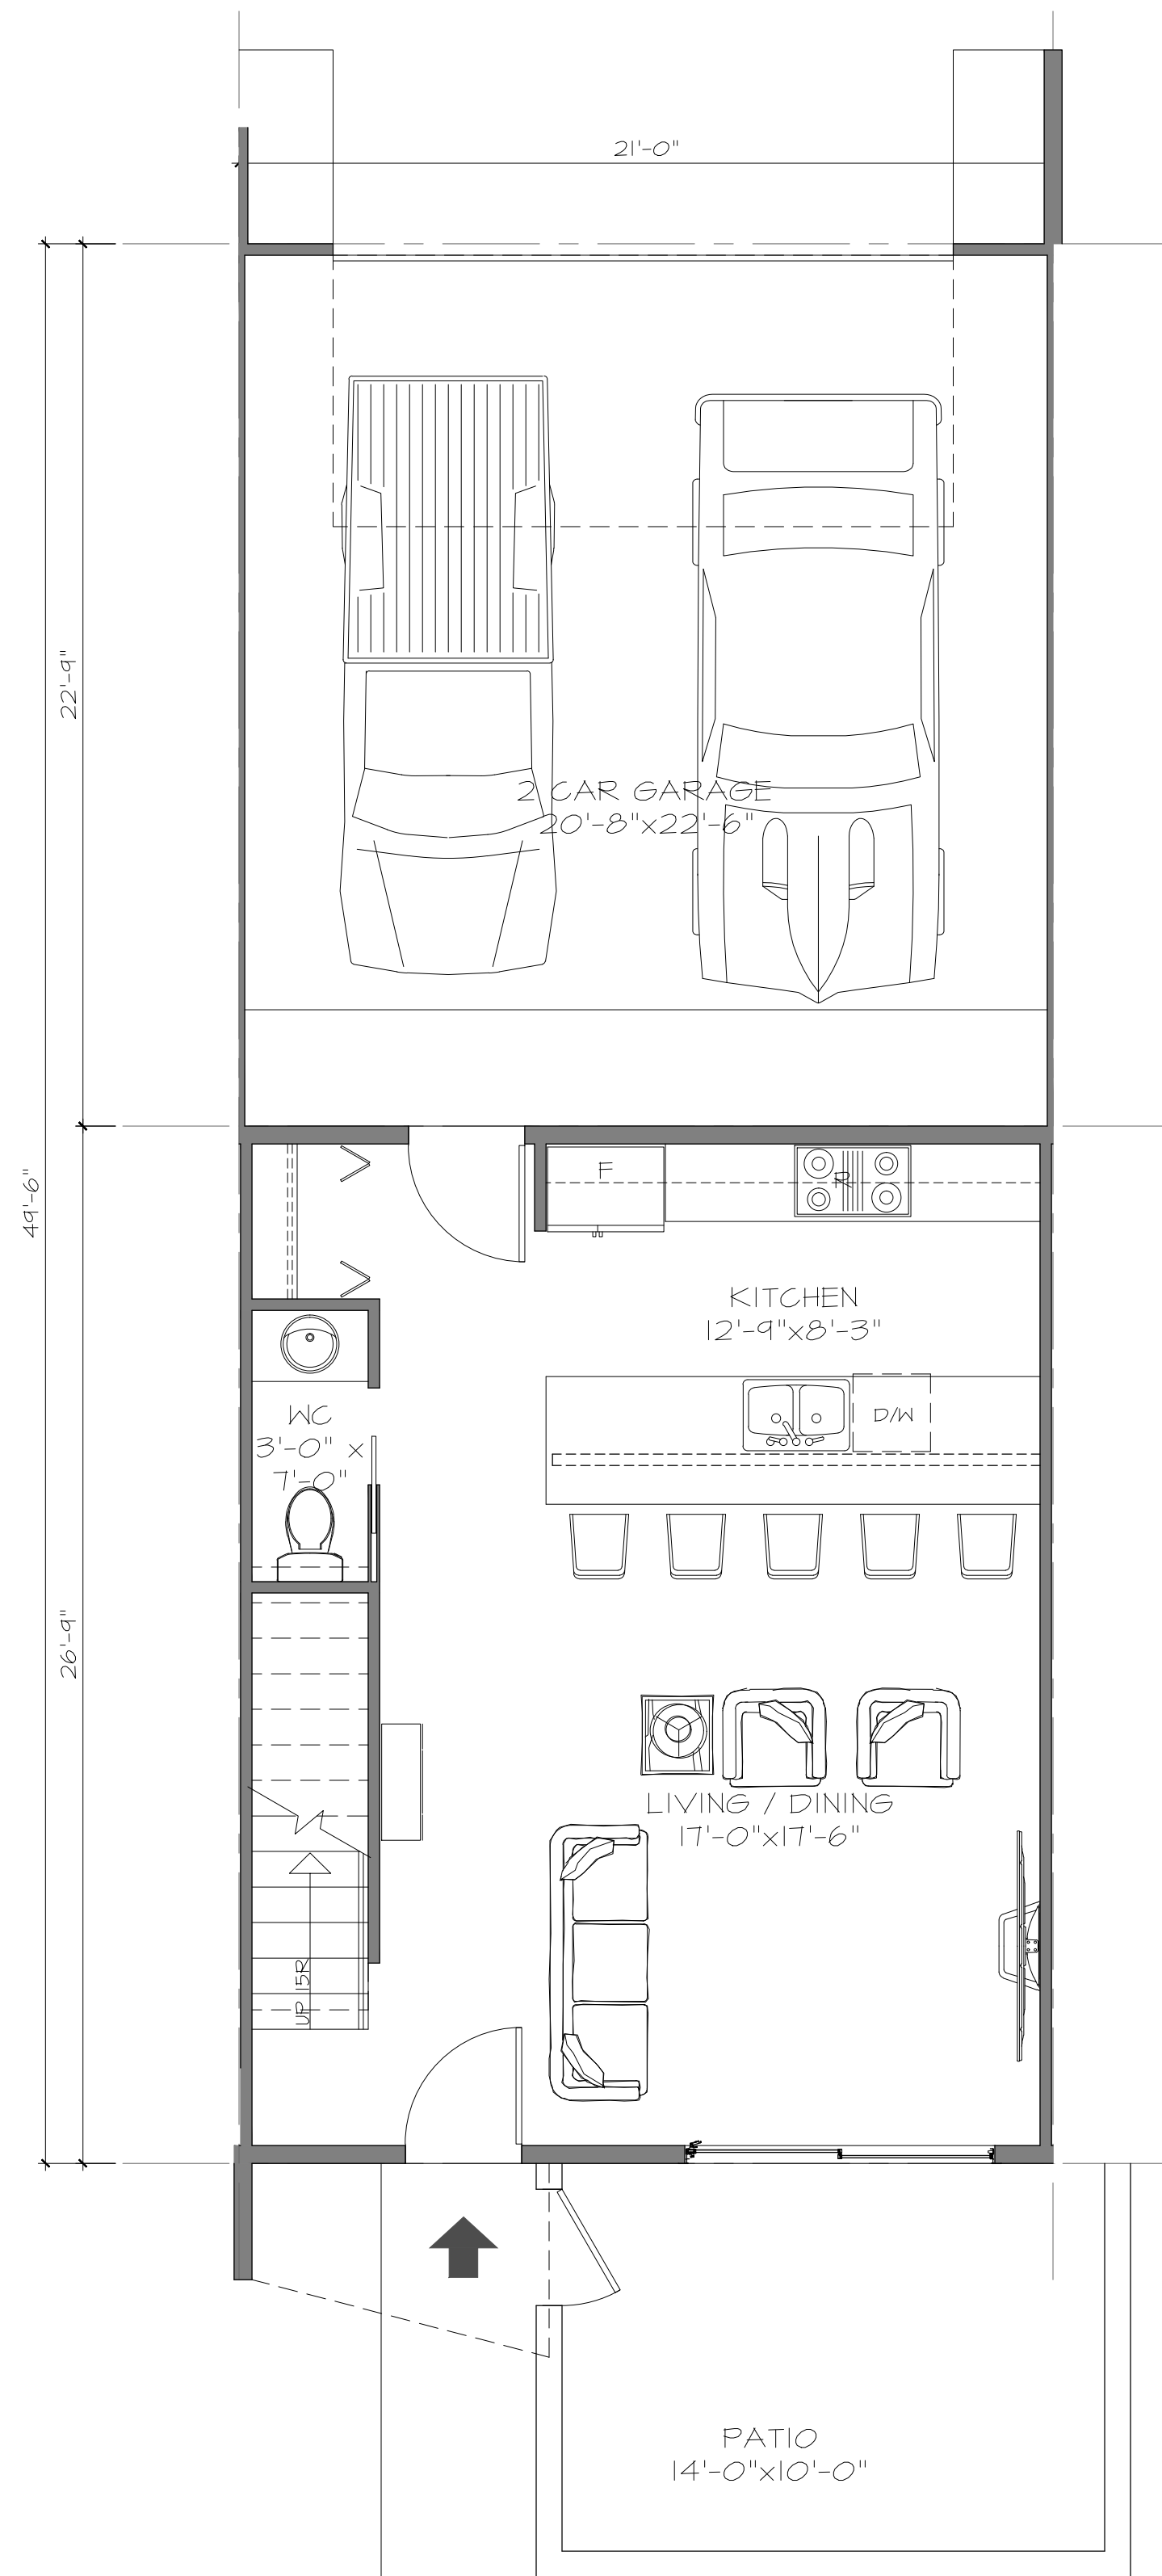 21'-0"
22'-9"
2 CAR GARAGE
20'-8"x22'-6"
49'-6"
F
R
KITCHEN
12'-9"x8'-3"
WC
3'-0" x
7'-0"
D/W
26'-9"
LIVING / DINING
17'-0"x17'-6"
UP 15R
PATIO
14'-0"x10'-0"